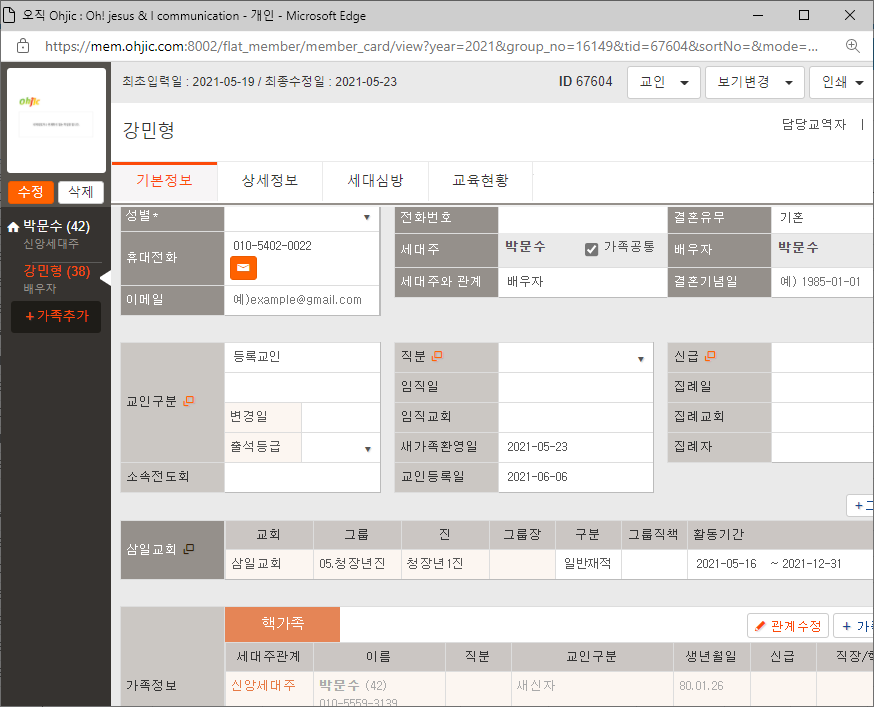 오직 Ohjic : Oh! jesus & I communication - 개인 - Microsoft Edge
https://mem.ohjic.com:8002/flat_member/member_card/view?year=2021&group_no=16149&tid=67604&sortNo=&mode=...
최초입력일 : 2021-05-19 / 최종수정일 : 2021-05-23
ID 67604
교인
보기변경
인쇄
ohjic
강민형
담당교역자 |
수정 삭제
기본정보 상세정보 세대심방 교육현황
박문수 (42)
신앙세대주
강민형 (38)
배우자
+가족추가
성별*
휴대전화 010-5402-0022
이메일 예)example@gmail.com
전화번호
세대주 박문수 가족공통
세대주와 관계 배우자
결혼유무 기혼
배우자 박문수
결혼기념일 예) 1985-01-01
교인구분 등록교인
변경일
출석등급
소속전도회
직분
임직일
임직교회
새가족환영일 2021-05-23
교인등록일 2021-06-06
신급
집례일
집례교회
집례자
삼일교회
교회 그룹 진 그룹장 구분 그룹직책 활동기간
삼일교회 05.청장년진 청장년1진 일반재적 2021-05-16 ~ 2021-12-31
가족정보
핵가족
관계수정
세대주관계 이름 직분 교인구분 생년월일 신급
신앙세대주 박문수 (42) 새신자 80.01.26
010-5559-3139